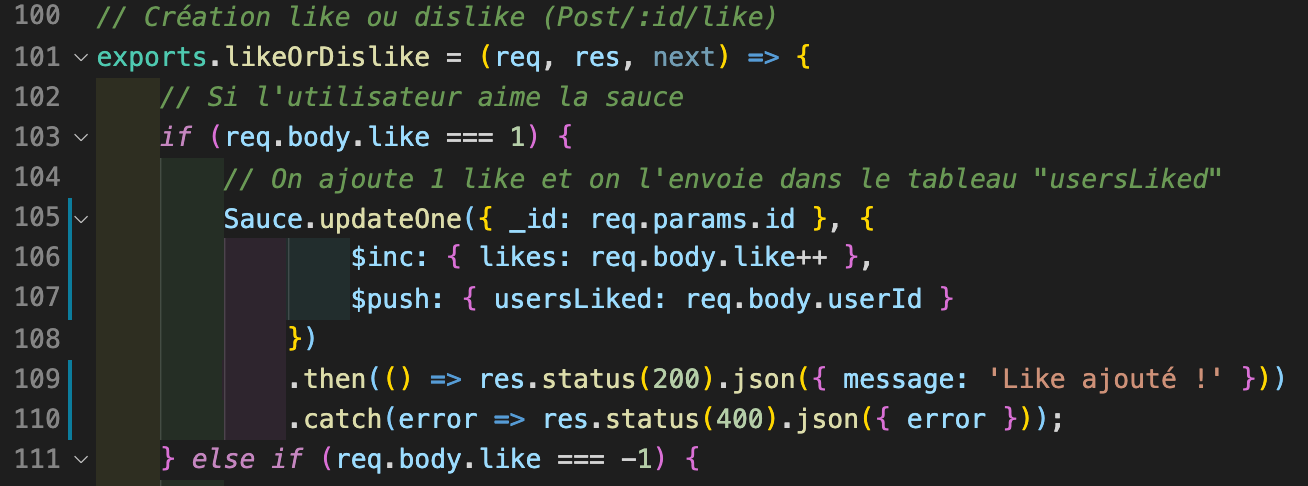 100 // Création like ou dislike (Post/:id/like)
101 exports.likeOrDislike = (req, res, next) => {
102 // Si l'utilisateur aime la sauce
103 if (req.body.like === 1) {
104 // On ajoute 1 like et on l'envoie dans le tableau "usersLiked"
105 Sauce.updateOne({ _id: req.params.id }, {
106 $inc: { likes: req.body.like++ },
107 $push: { usersLiked: req.body.userId }
108 })
109 .then(() => res.status(200).json({ message: 'Like ajouté !' }))
110 .catch(error => res.status(400).json({ error }));
111 } else if (req.body.like === -1) {